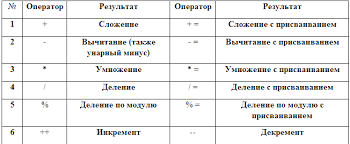 № Оператор Результат Оператор Результат
1 + Сложение + = Сложение с присваиванием
2 - Вычитание (также - = Вычитание с присваиванием
унарный минус)
3 * Умножение * = Умножение с присваиванием
4 / Деление / = Деление с присваиванием
5 % Деление по модулю % = Деление по модулю с
присваиванием
6 ++ Инкремент -- Декремент